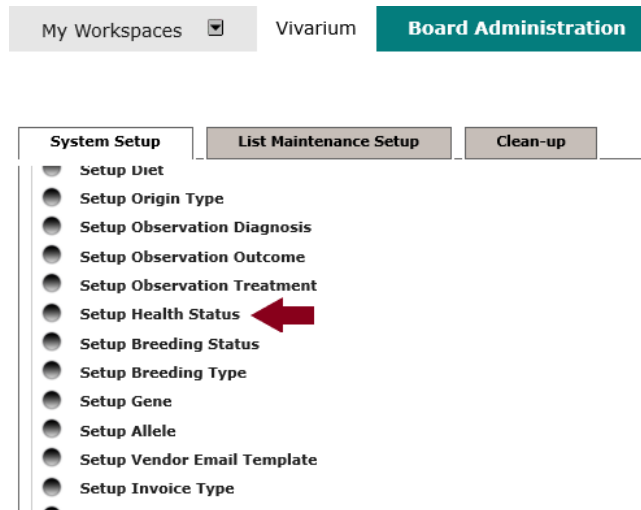 My Workspaces Vivarium Board Administration
System Setup List Maintenance Setup Clean-up
Setup Diet
Setup Origin Type
Setup Observation Diagnosis
Setup Observation Outcome
Setup Observation Treatment
Setup Health Status
Setup Breeding Status
Setup Breeding Type
Setup Gene
Setup Allele
Setup Vendor Email Template
Setup Invoice Type